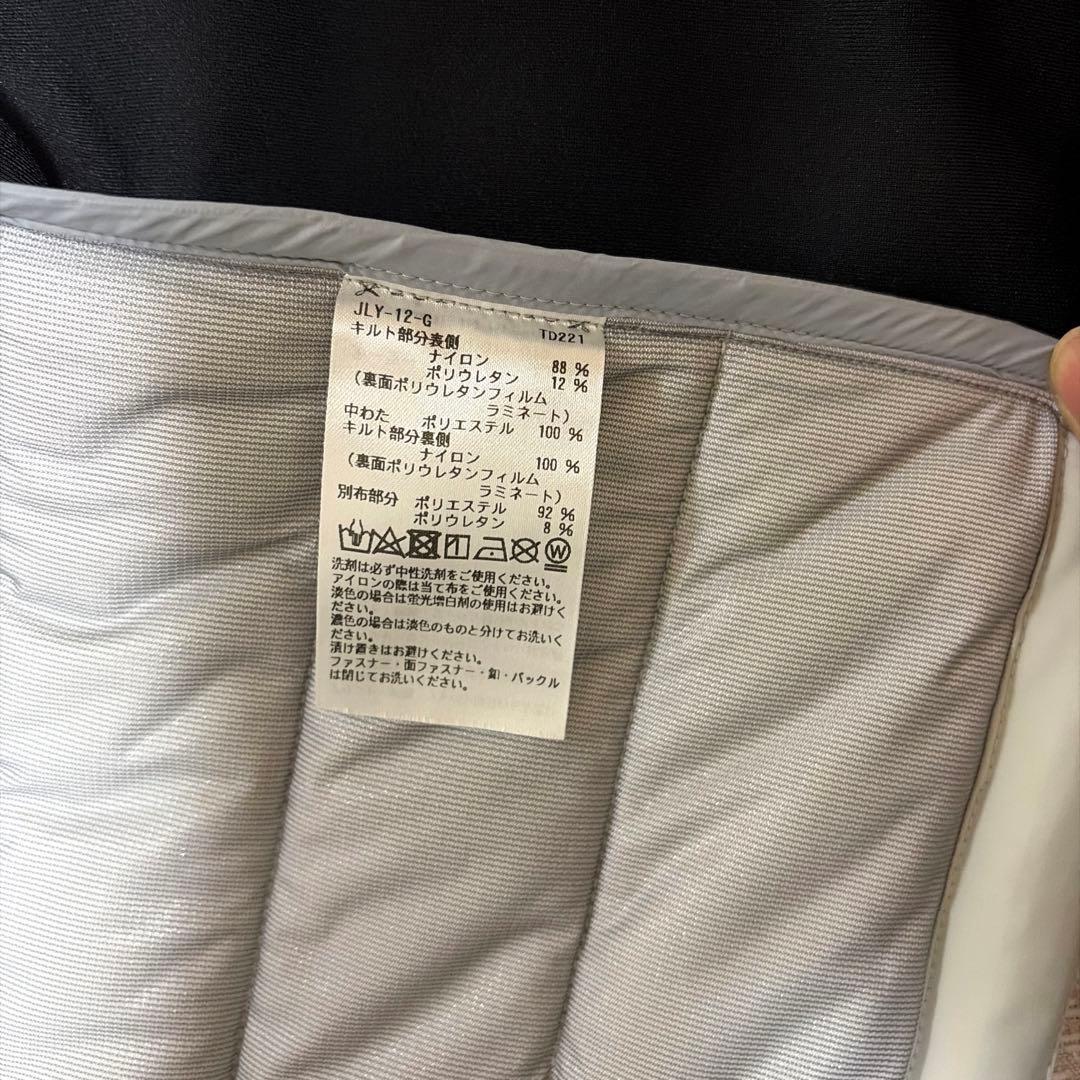 JLY-12-G
TD221
キルト部分表側
ナイロン 88 %
ポリウレタン 12 %
(裏面ポリウレタンフィルム
ラミネート)
中わた ポリエステル 100 %
キルト部分裏側
ナイロン 100 %
(裏面ポリウレタンフィルム
ラミネート)
別布部分 ポリエステル 92 %
ポリウレタン 8 %
W
洗剤は必ず中性洗剤をご使用ください。
アイロンの際は当て布をご使用ください。
淡色の場合は蛍光増白剤の使用はお避けく
ださい。
濃色の場合は淡色のものと分けてお洗いく
ださい。
漬け置きはお避けください。
ファスナー・面ファスナー・釦・バックル
は閉じてお洗いください。